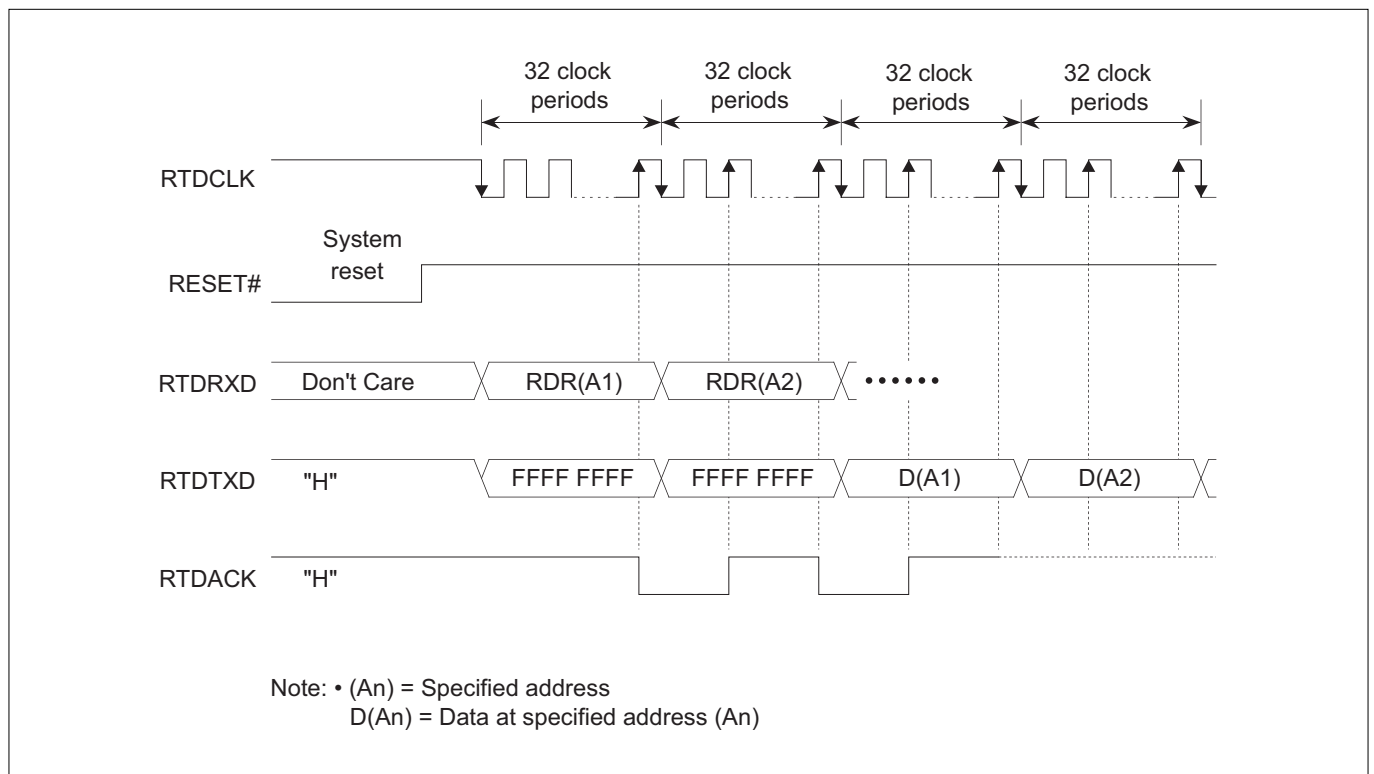 32 clock
periods
32 clock
periods
32 clock
periods
32 clock
periods
RTDCLK
System
reset
RESET#
RTDRXD Don't Care RDR(A1) RDR(A2) ••••••
RTDTXD "H" FFFF FFFF FFFF FFFF D(A1) D(A2)
RTDACK "H"
Note: • (An) = Specified address
D(An) = Data at specified address (An)